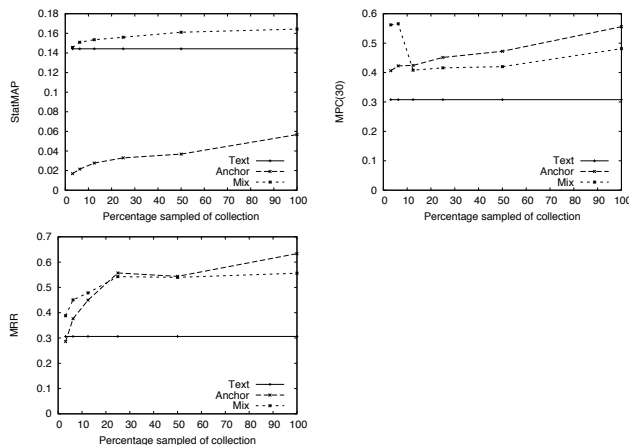 0.18
0.16
0.14
0.12
0.10
0.08
0.06
0.04
0.02
StatMAP
0 10 20 30 40 50 60 70 80 90 100
Percentage sampled of collection
Text
Anchor
Mix
0.6
0.5
0.4
0.3
0.2
0.1
0
MPC(30)
0 10 20 30 40 50 60 70 80 90 100
Percentage sampled of collection
Text
Anchor
Mix
0.7
0.6
0.5
0.4
0.3
0.2
0.1
0
MRR
0 10 20 30 40 50 60 70 80 90 100
Percentage sampled of collection
Text
Anchor
Mix